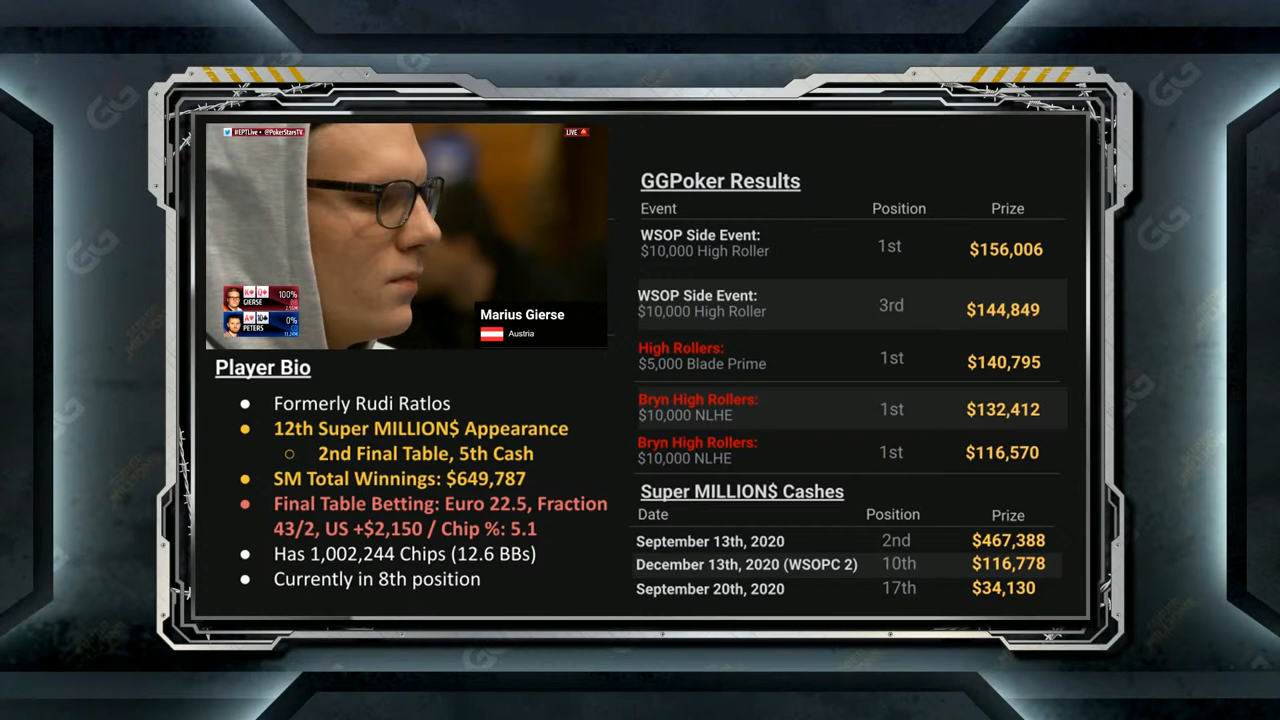 #EPTLive • @PokerStarsTV
LIVE
K Q 100%
GIERSE
A 10 0%
PETERS
Marius Gierse
Austria
Player Bio
Formerly Rudi Ratlos
12th Super MILLION$ Appearance
2nd Final Table, 5th Cash
SM Total Winnings: $649,787
Final Table Betting: Euro 22.5, Fraction
43/2, US +$2,150 / Chip %: 5.1
Has 1,002,244 Chips (12.6 BBs)
Currently in 8th position
GGPoker Results
Event Position Prize
WSOP Side Event:
$10,000 High Roller 1st $156,006
WSOP Side Event:
$10,000 High Roller 3rd $144,849
High Rollers:
$5,000 Blade Prime 1st $140,795
Bryn High Rollers:
$10,000 NLHE 1st $132,412
Bryn High Rollers:
$10,000 NLHE 1st $116,570
Super MILLION$ Cashes
Date Position Prize
September 13th, 2020 2nd $467,388
December 13th, 2020 (WSOPC 2) 10th $116,778
September 20th, 2020 17th $34,130